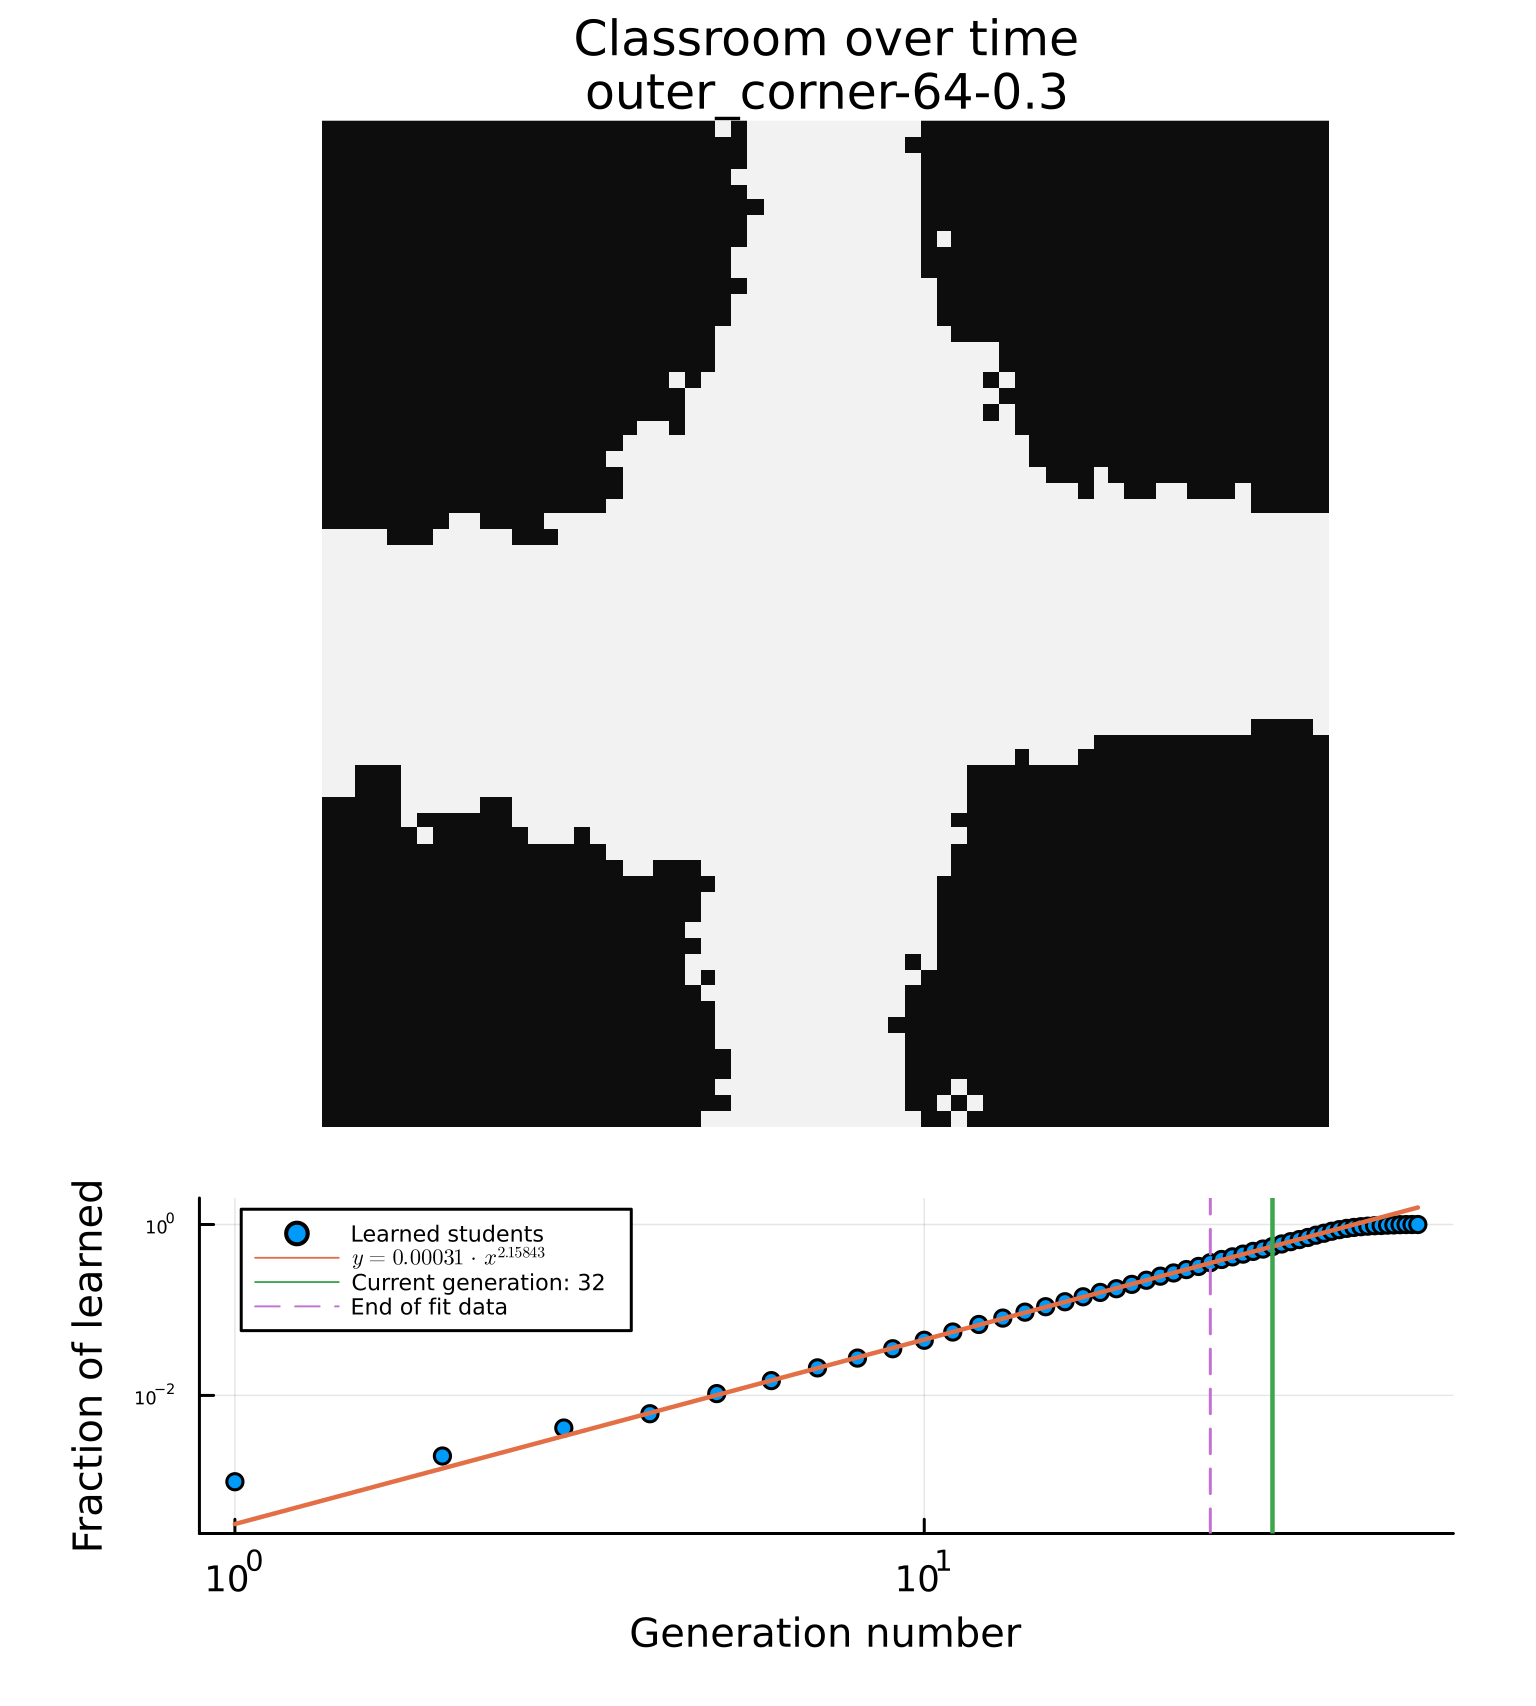 Classroom over time
outer_corner-64-0.3
Fraction of learned
10^0
10^−2
Learned students
y = 0.00031 · x^2.15843
Current generation: 32
End of fit data
10^0
10^1
Generation number